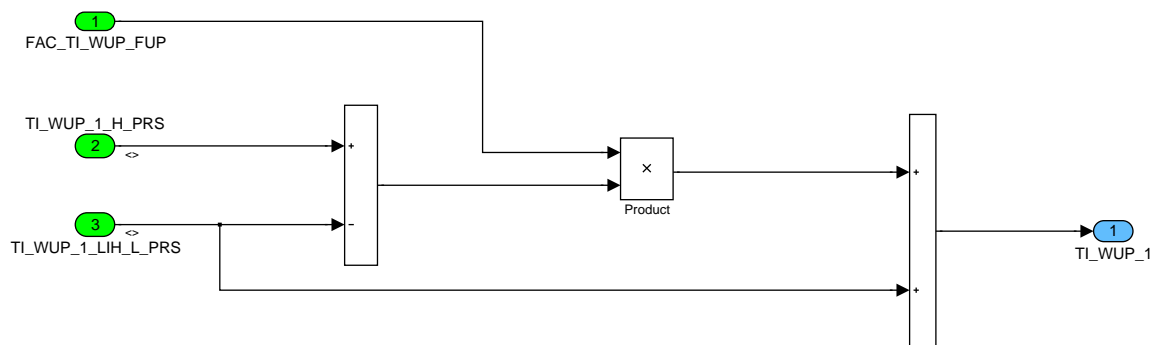 1
FAC_TI_WUP_FUP
TI_WUP_1_H_PRS
2
<>
+
×
Product
+
3
<>
−
TI_WUP_1_LIH_L_PRS
1
TI_WUP_1
+